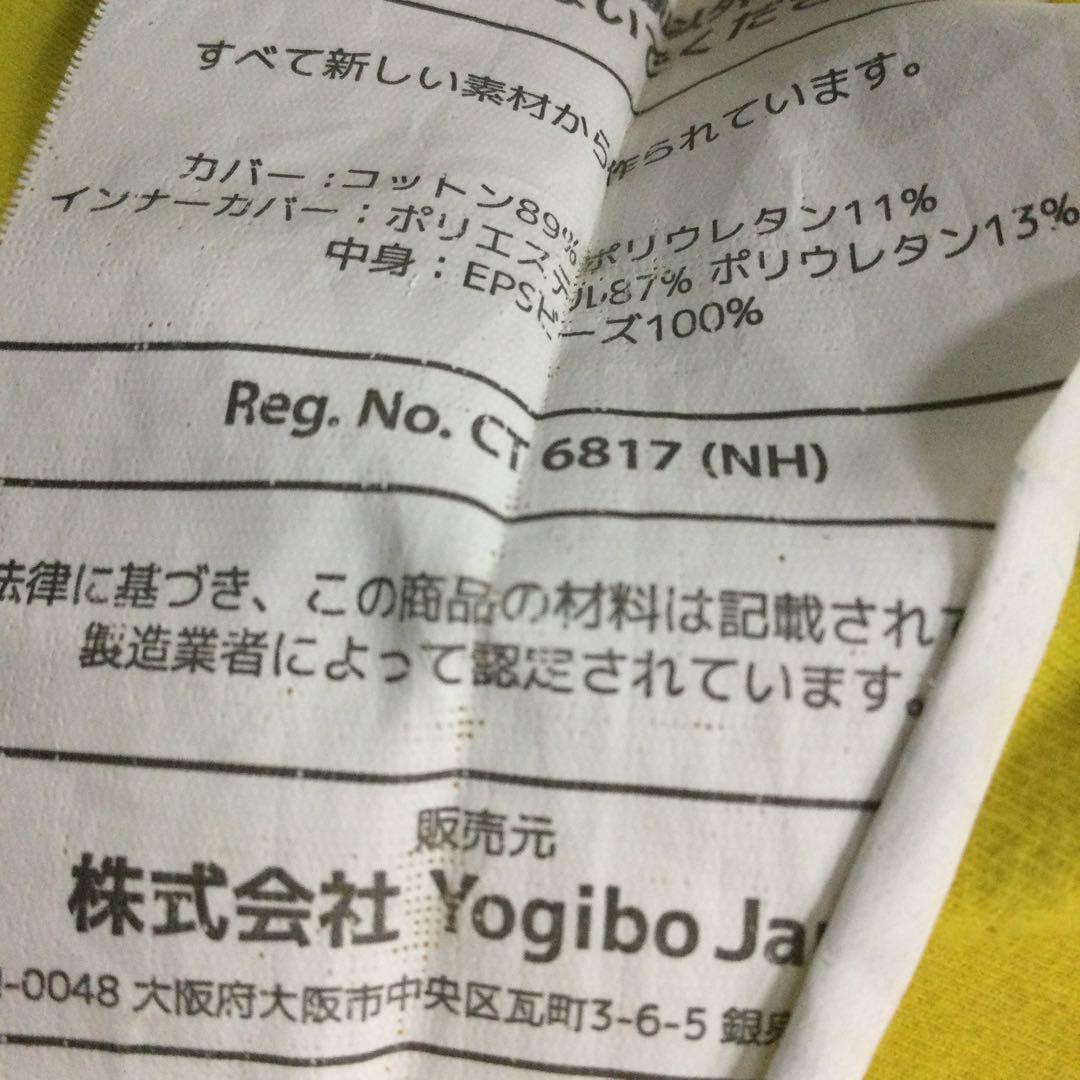 すべて新しい素材から作られています。
カバー：コットン89% ポリウレタン11%
インナーカバー：ポリエステル87% ポリウレタン13%
中身：EPSビーズ100%
Reg. No. CT 6817 (NH)
法律に基づき、この商品の材料は記載されて
製造業者によって認定されています。
販売元
株式会社 Yogibo Ja
-0048 大阪府大阪市中央区瓦町3-6-5 銀泉